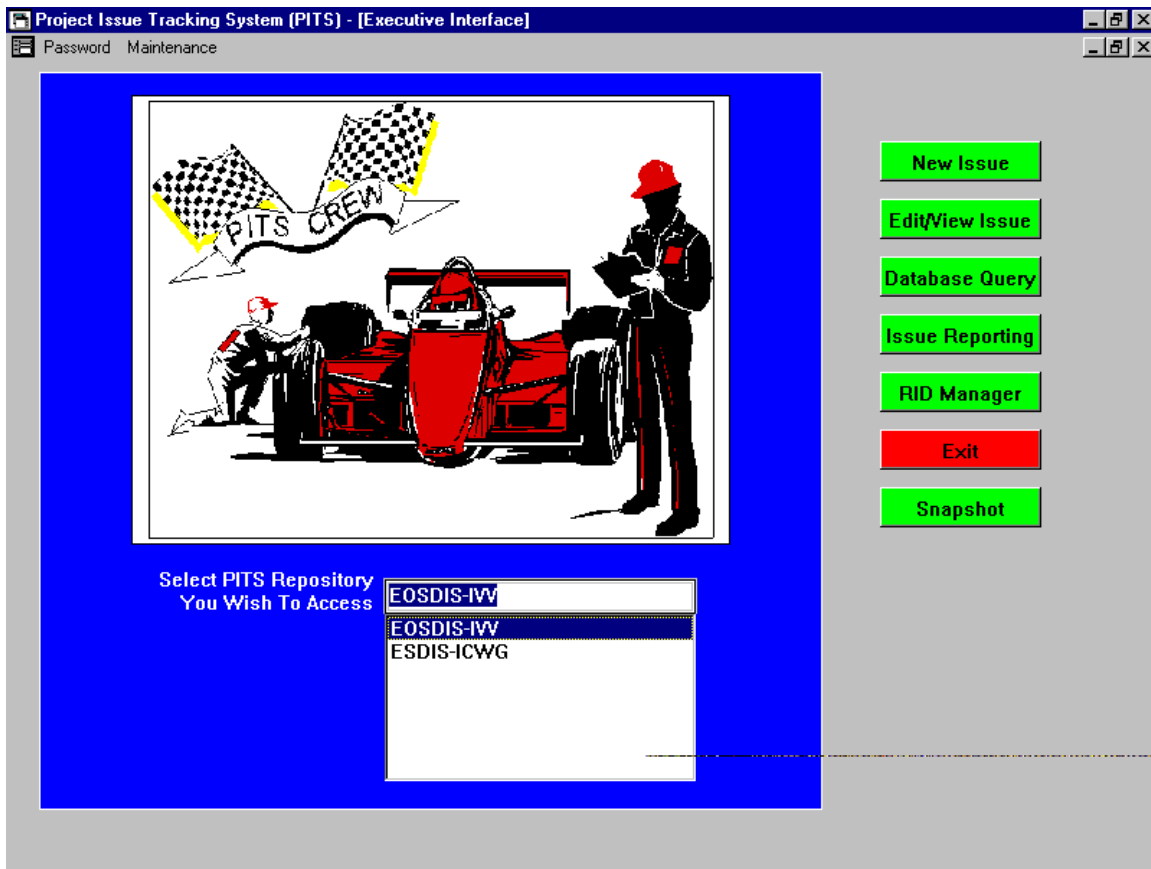 Project Issue Tracking System (PITS) - [Executive Interface]
Password Maintenance
PITS CREW
New Issue
Edit/View Issue
Database Query
Issue Reporting
RID Manager
Exit
Snapshot
Select PITS Repository
You Wish To Access
EOSDIS-IVV
EOSDIS-IVV
ESDIS-ICWG